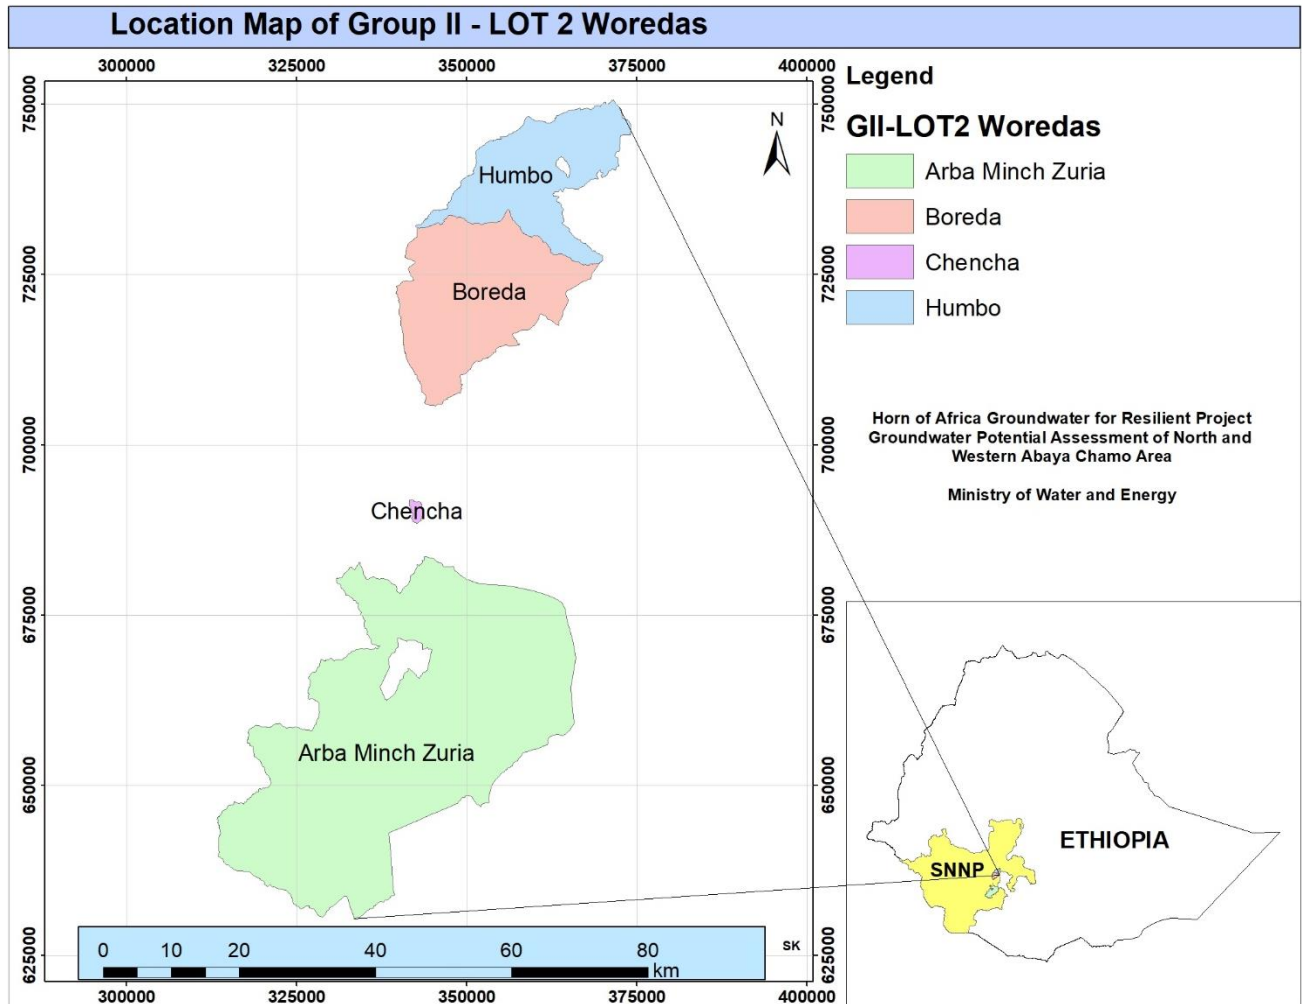 Location Map of Group II - LOT 2 Woredas
300000 325000 350000 375000 400000
750000
725000
700000
675000
650000
625000
N
Humbo
Boreda
Chencha
Arba Minch Zuria
750000
725000
700000
675000
650000
625000
0 10 20 40 60 80
km
SK
300000 325000 350000 375000 400000
Legend
GII-LOT2 Woredas
Arba Minch Zuria
Boreda
Chencha
Humbo
Horn of Africa Groundwater for Resilient Project
Groundwater Potential Assessment of North and
Western Abaya Chamo Area
Ministry of Water and Energy
ETHIOPIA
SNNP